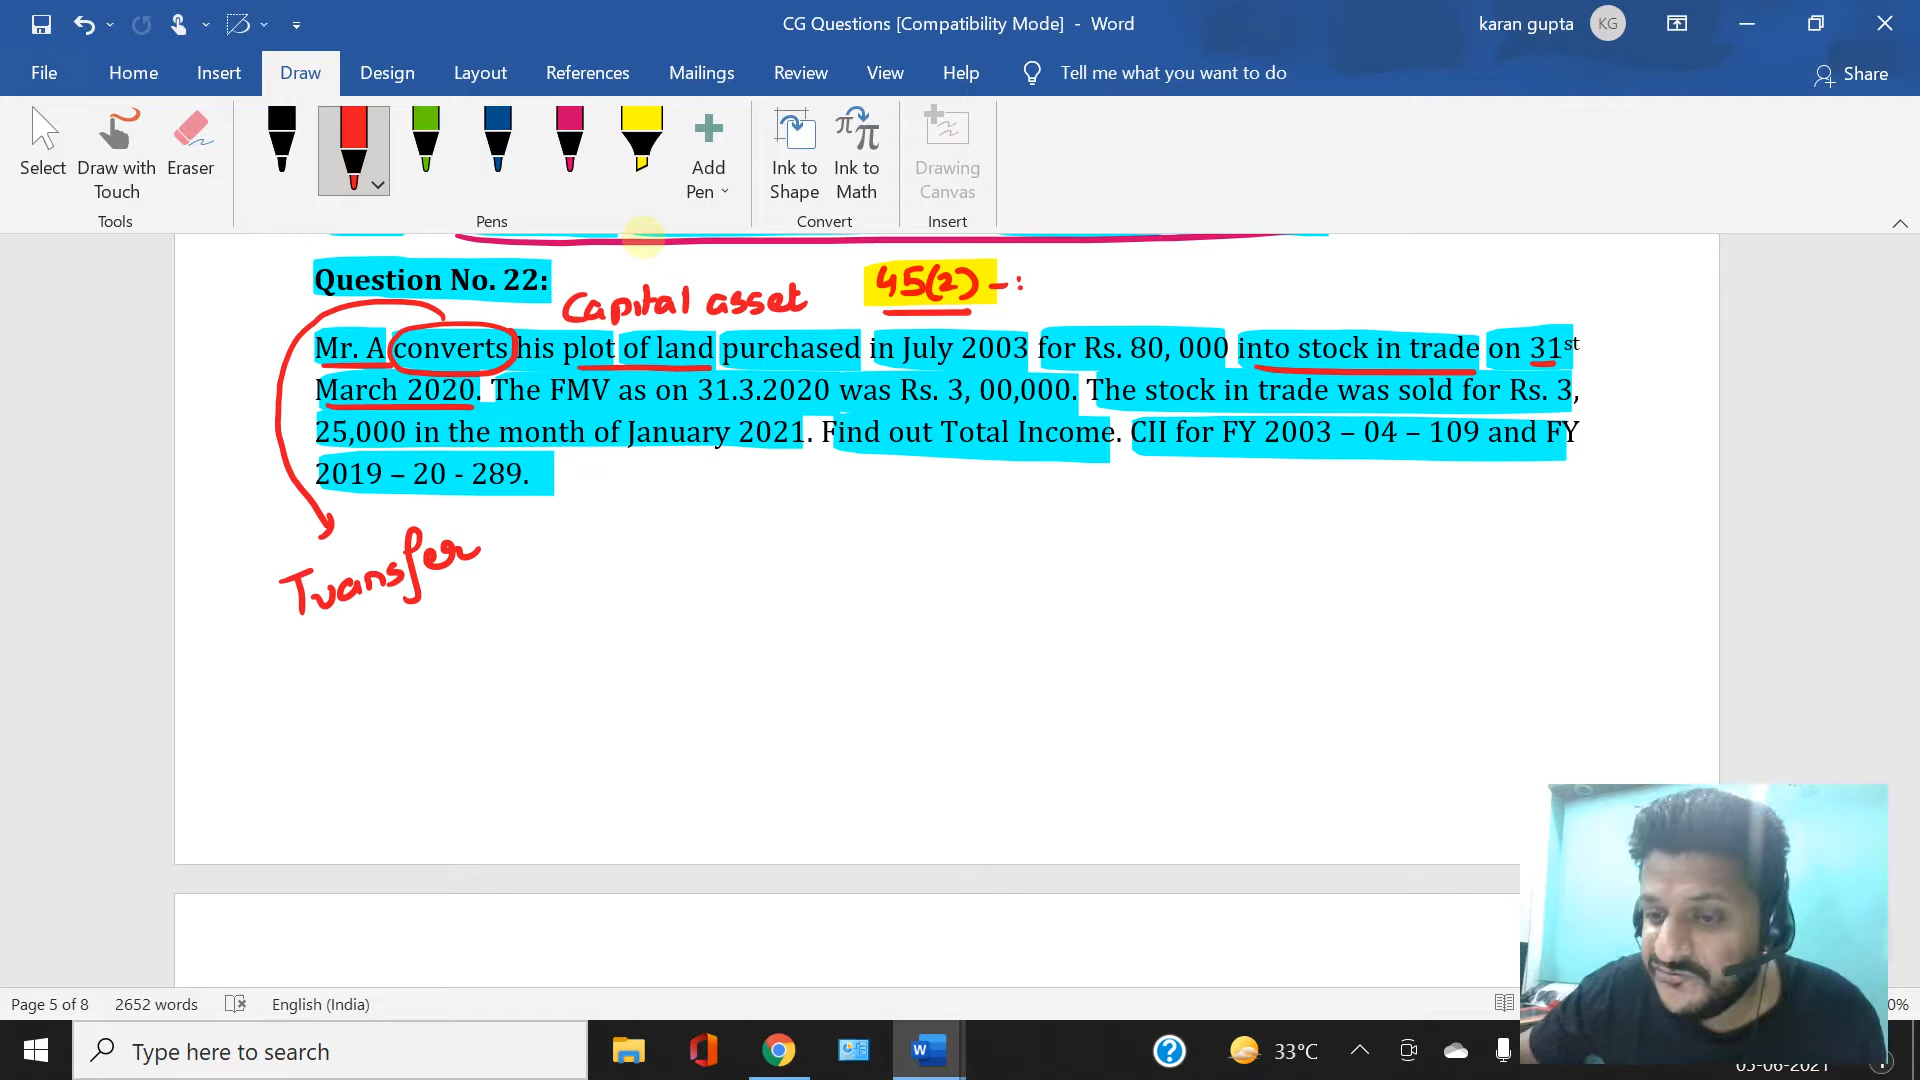 CG Questions [Compatibility Mode] - Word
karan gupta KG
File Home Insert Draw Design Layout References Mailings Review View Help Tell me what you want to do Share
Select Draw with Touch Eraser Add Pen Ink to Shape Ink to Math Drawing Canvas
Tools Pens Convert Insert
Question No. 22: Capital asset 45(2) - :
Mr. A converts his plot of land purchased in July 2003 for Rs. 80, 000 into stock in trade on 31st
March 2020. The FMV as on 31.3.2020 was Rs. 3, 00,000. The stock in trade was sold for Rs. 3,
25,000 in the month of January 2021. Find out Total Income. CII for FY 2003 – 04 – 109 and FY
2019 – 20 - 289.
Transfer
Page 5 of 8 2652 words English (India) 0%
Type here to search 33°C